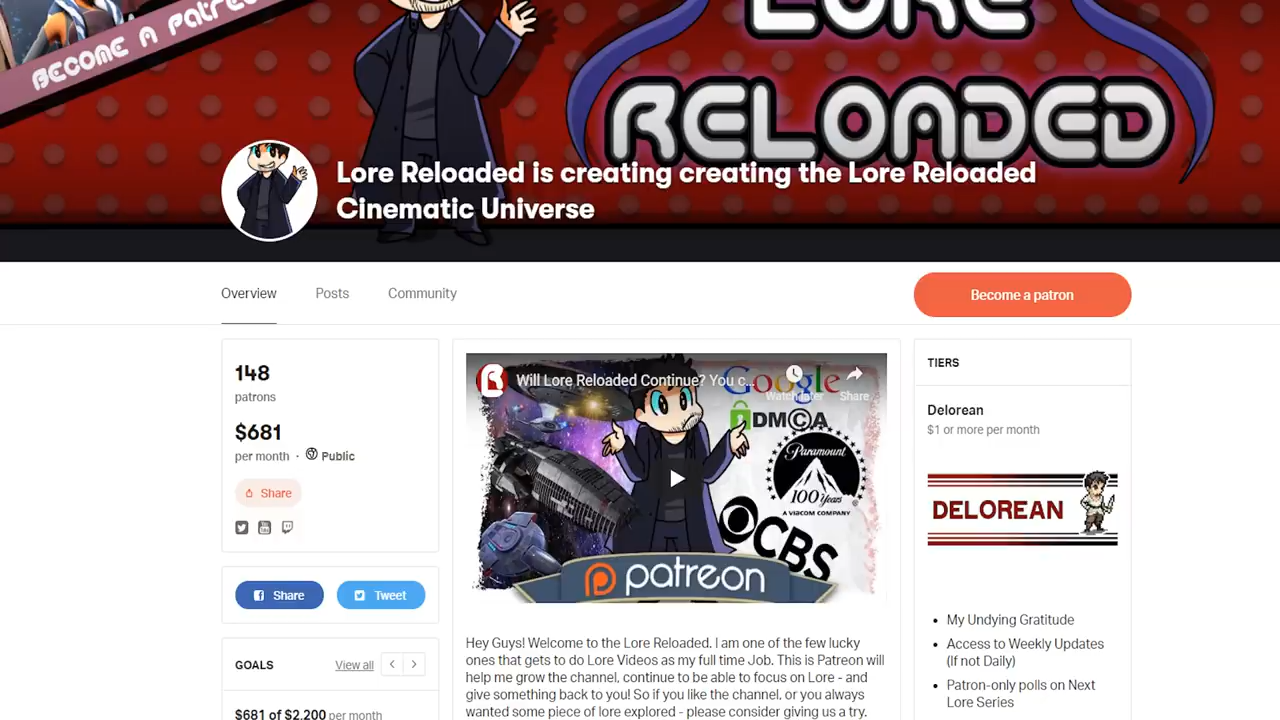 BECOME A PATRE
LORE
RELOADED
Lore Reloaded is creating creating the Lore Reloaded
Cinematic Universe
Overview
Posts
Community
Become a patron
148
patrons
$681
per month · Public
Share
Share
Tweet
GOALS
View all
$681 of $2,200 per month
Will Lore Reloaded Continue? You c...
Watch later
Share
Google
DMCA
Paramount
100 Years
A VIACOM COMPANY
CBS
patreon
Hey Guys! Welcome to the Lore Reloaded. I am one of the few lucky
ones that gets to do Lore Videos as my full time Job. This is Patreon will
help me grow the channel, continue to be able to focus on Lore - and
give something back to you! So if you like the channel, or you always
wanted some piece of lore explored - please consider giving us a try.
TIERS
Delorean
$1 or more per month
DELOREAN
My Undying Gratitude
Access to Weekly Updates
(If not Daily)
Patron-only polls on Next
Lore Series